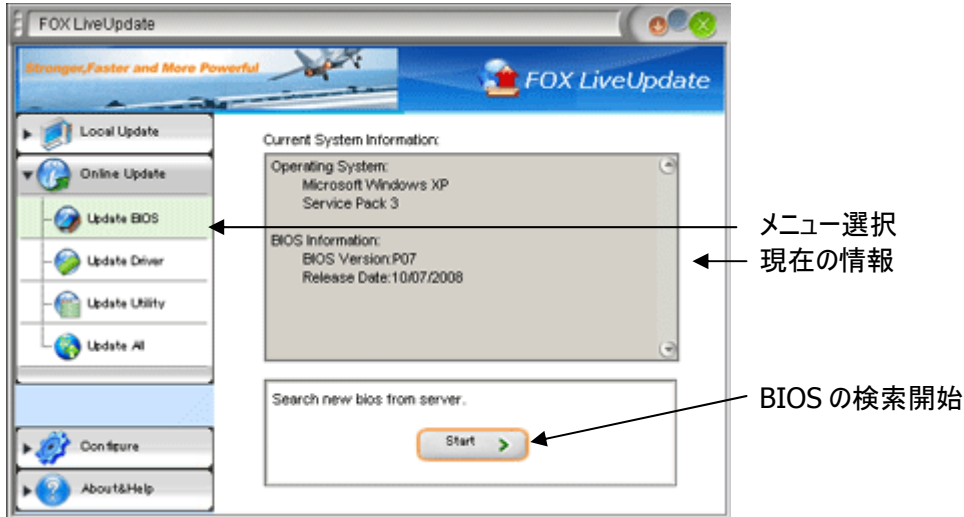 FOX LiveUpdate
Stronger,Faster and More Powerful
FOX LiveUpdate
Local Update
Online Update
Update BIOS
Update Driver
Update Utility
Update All
Configure
About&Help
Current System Information:
Operating System:
Microsoft Windows XP
Service Pack 3
BIOS Information:
BIOS Version:P07
Release Date:10/07/2008
Search new bios from server.
Start
メニュー選択
現在の情報
BIOS の検索開始